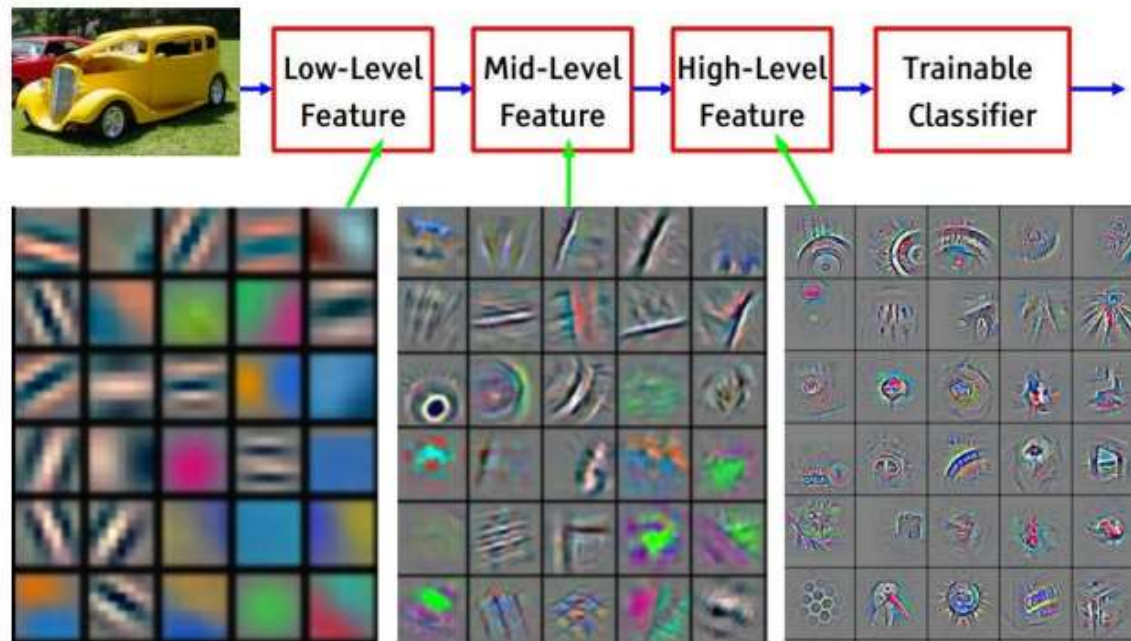 Low-Level
Feature
Mid-Level
Feature
High-Level
Feature
Trainable
Classifier